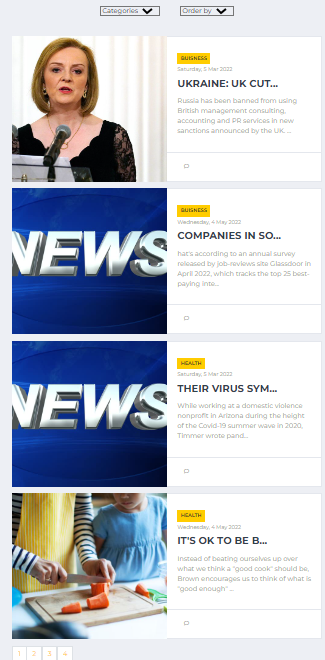 Categories
Order by
BUISNESS
Saturday, 5 Mar 2022
UKRAINE: UK CUT...
Russia has been banned from using
British management consulting,
accounting and PR services in new
sanctions announced by the UK. ...
BUISNESS
Wednesday, 4 May 2022
COMPANIES IN SO...
hat's according to an annual survey
released by job-reviews site Glassdoor in
April 2022, which tracks the top 25 best-
paying inte...
NEWS
HEALTH
Saturday, 5 Mar 2022
THEIR VIRUS SYM...
While working at a domestic violence
nonprofit in Arizona during the height
of the Covid-19 summer wave in 2020,
Timmer wrote pand...
NEWS
HEALTH
Wednesday, 4 May 2022
IT'S OK TO BE B...
Instead of beating ourselves up over
what we think a "good cook" should be,
Brown encourages us to think of what is
"good enough" ...
1 2 3 4